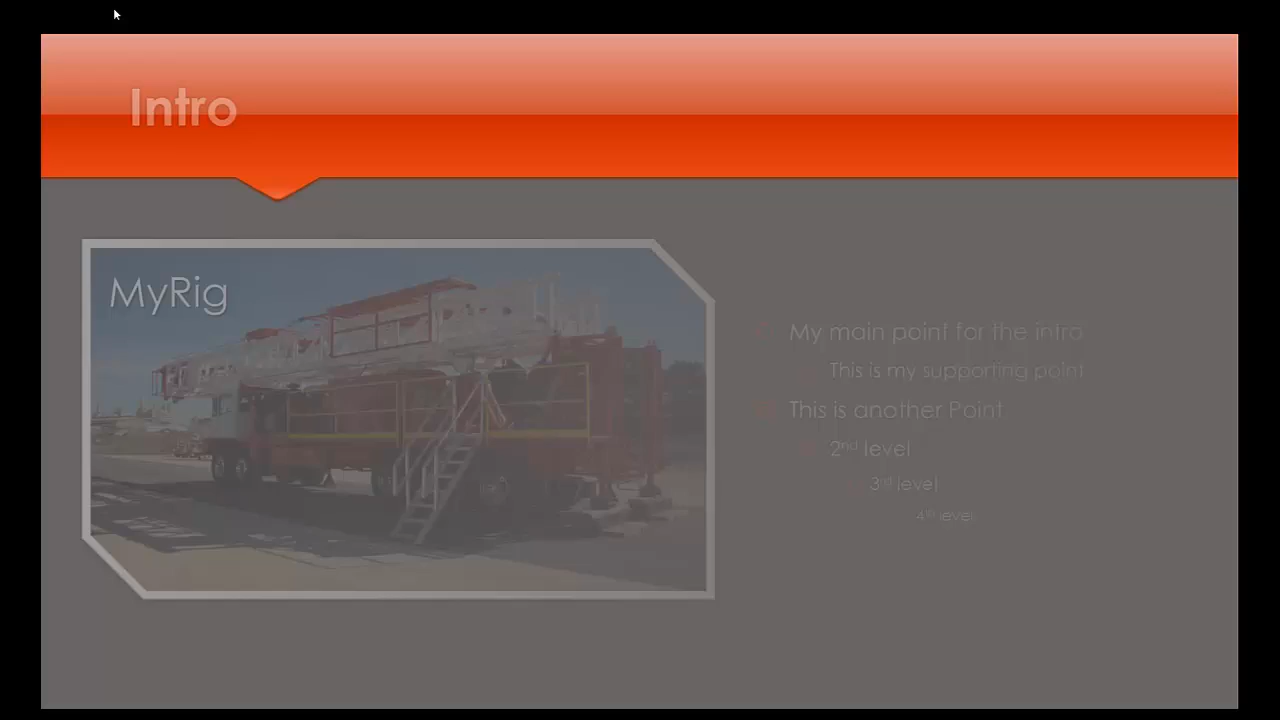 Intro
MyRig
My main point for the intro
This is my supporting point
This is another Point
2nd level
3rd level
4th level